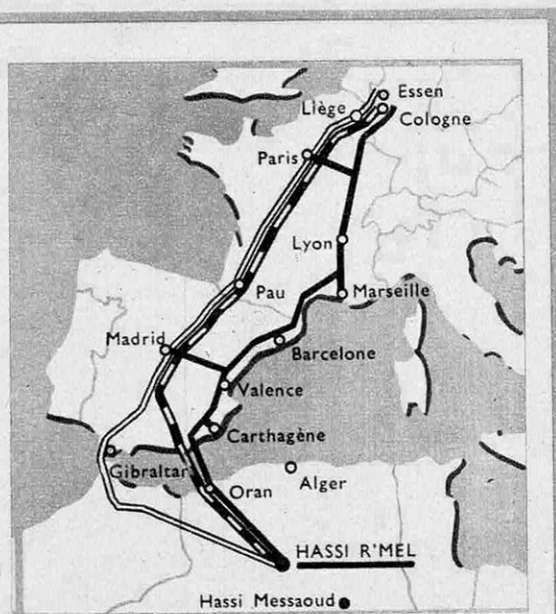 Essen
Liège
Cologne
Paris
Lyon
Pau
Marseille
Madrid
Barcelone
Valence
Carthagène
Gibraltar
Alger
Oran
HASSI R'MEL
Hassi Messaoud